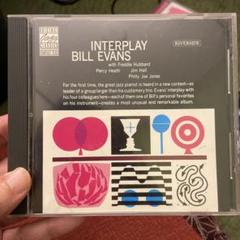 INTERPLAY
RIVERSIDE
BILL EVANS
with Freddie Hubbard
Percy Heath Jim Hall
Philly Joe Jones
For the first time, the great jazz pianist is heard in a new context—as
leader of a group larger than his customary trio. Evans' interplay with
his four colleagues here—each of them one of Bill's personal favorites
on his instrument—creates a most unusual and remarkable album.